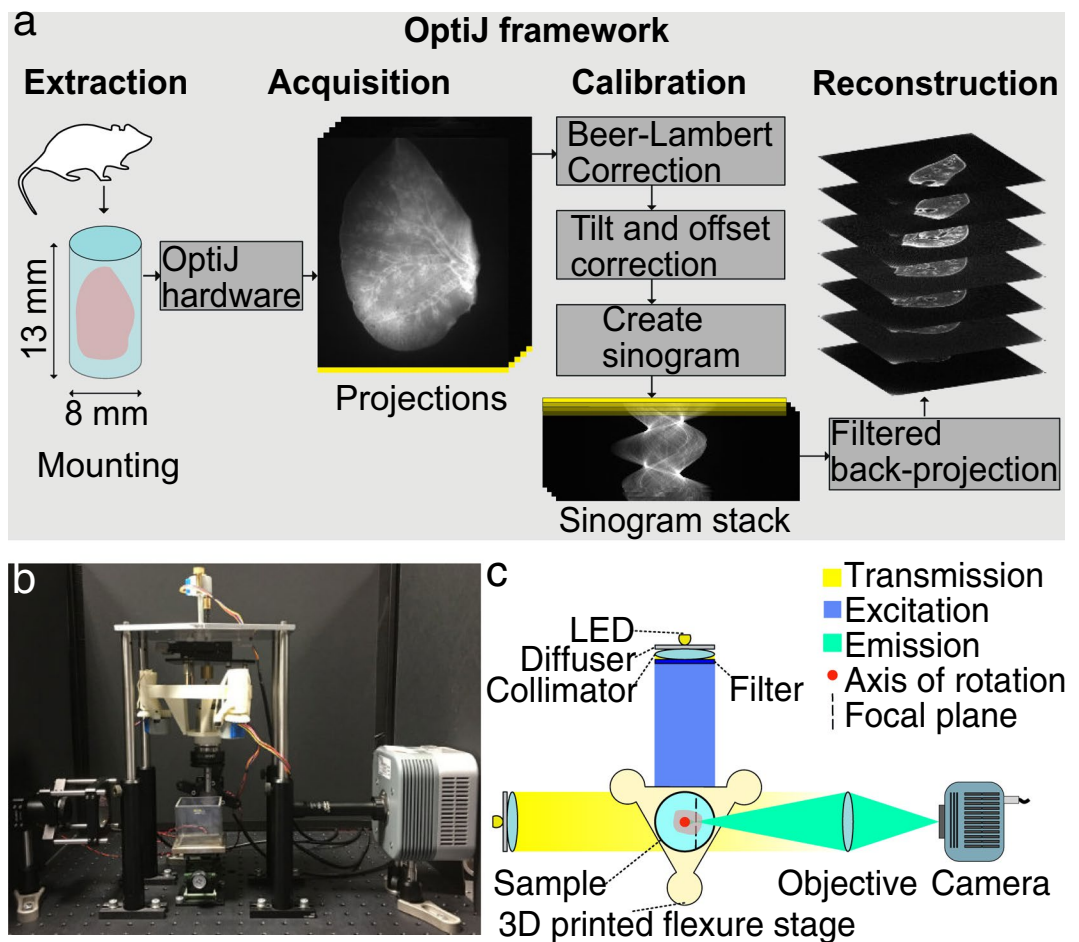 a
OptiJ framework
Extraction
Acquisition
Calibration
Reconstruction
13 mm
8 mm
Mounting
OptiJ
hardware
Projections
Beer-Lambert
Correction
Tilt and offset
correction
Create
sinogram
Sinogram stack
Filtered
back-projection
b
c
LED
Diffuser
Collimator
Filter
Transmission
Excitation
Emission
Axis of rotation
Focal plane
Sample
Objective
Camera
3D printed flexure stage